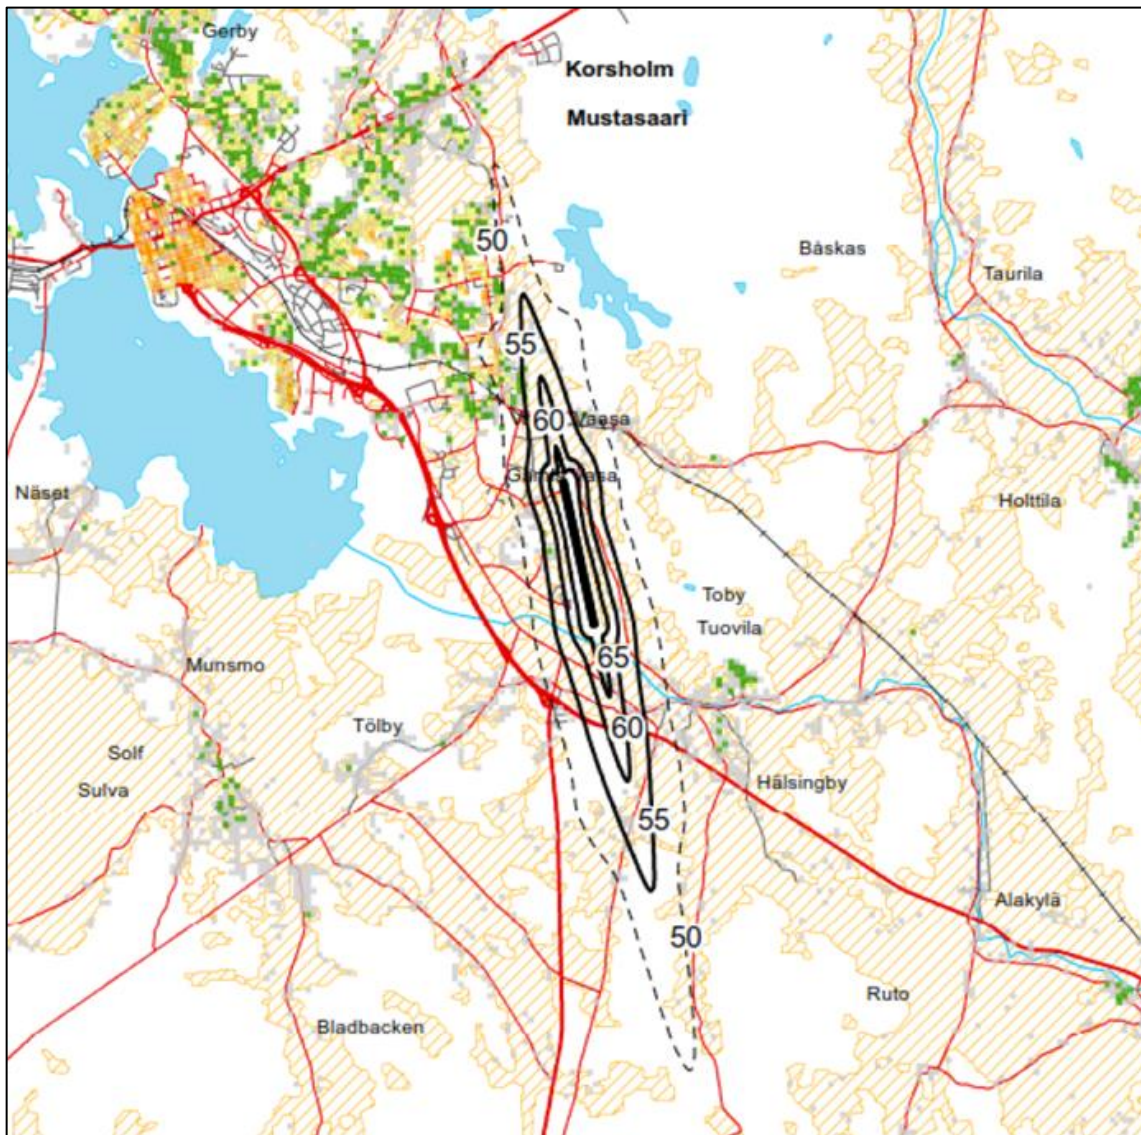 Gerby
Korsholm
Mustasaari
50
Båskas
Taurila
55
60
Vaasa
Näset
Holttila
Toby
Tuovila
65
Munsmo
Tölby
60
Solf
Sulva
Hälsingby
55
Alakylä
50
Ruto
Bladbacken